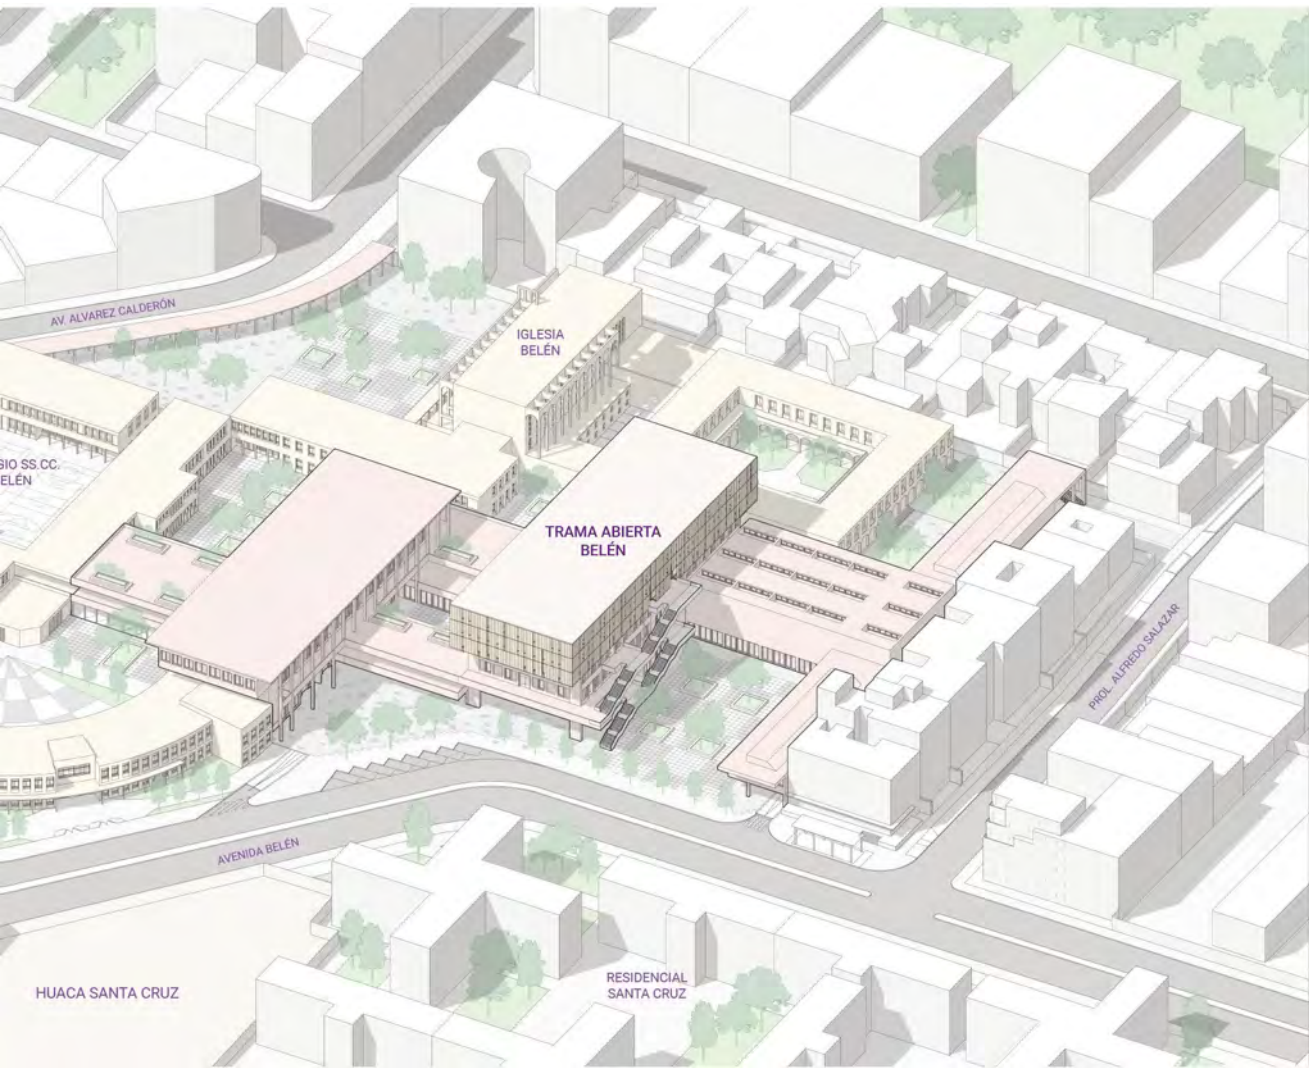 AV. ALVAREZ CALDERÓN
IGLESIA
BELÉN
GIO SS.CC.
ELÉN
TRAMA ABIERTA
BELÉN
PROL. ALFREDO SALAZAR
AVENIDA BELÉN
HUACA SANTA CRUZ
RESIDENCIAL
SANTA CRUZ